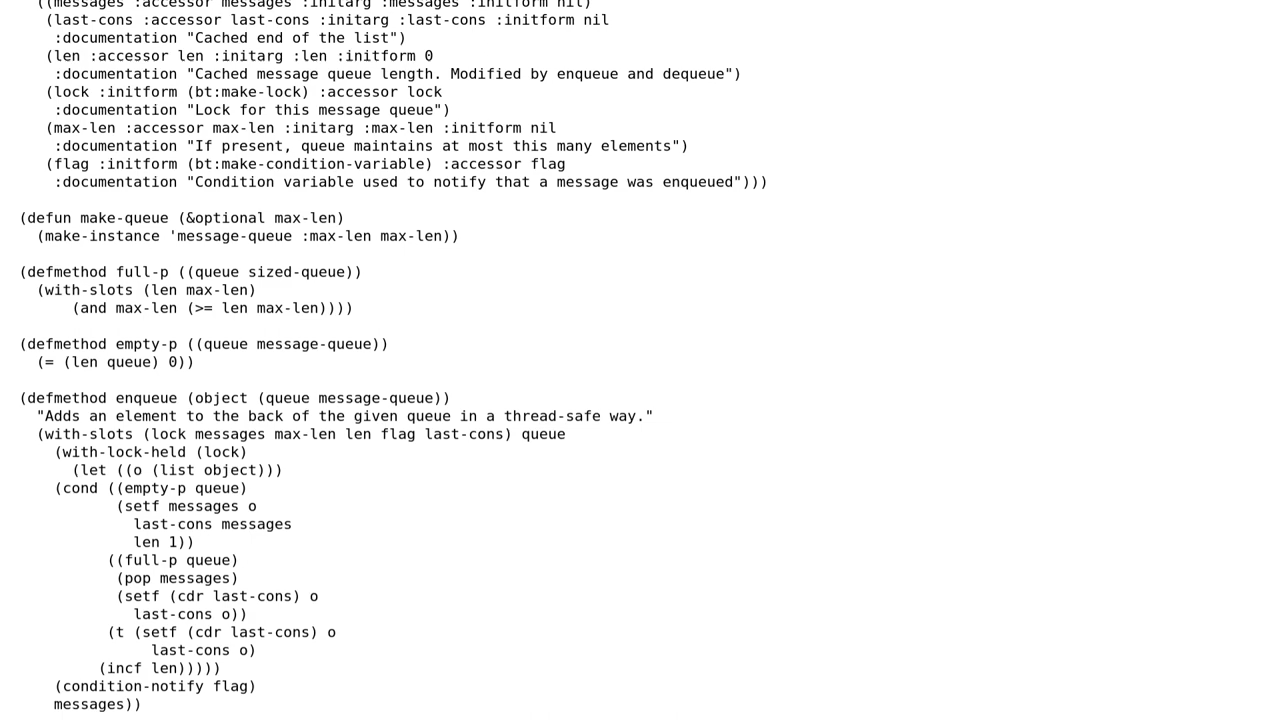 ((messages :accessor messages :initarg :messages :initform nil)
(last-cons :accessor last-cons :initarg :last-cons :initform nil
:documentation "Cached end of the list")
(len :accessor len :initarg :len :initform 0
:documentation "Cached message queue length. Modified by enqueue and dequeue")
(lock :initform (bt:make-lock) :accessor lock
:documentation "Lock for this message queue")
(max-len :accessor max-len :initarg :max-len :initform nil
:documentation "If present, queue maintains at most this many elements")
(flag :initform (bt:make-condition-variable) :accessor flag
:documentation "Condition variable used to notify that a message was enqueued")))
(defun make-queue (&optional max-len)
(make-instance 'message-queue :max-len max-len))
(defmethod full-p ((queue sized-queue))
(with-slots (len max-len)
(and max-len (>= len max-len))))
(defmethod empty-p ((queue message-queue))
(= (len queue) 0))
(defmethod enqueue (object (queue message-queue))
"Adds an element to the back of the given queue in a thread-safe way."
(with-slots (lock messages max-len len flag last-cons) queue
(with-lock-held (lock)
(let ((o (list object)))
(cond ((empty-p queue)
(setf messages o
last-cons messages
len 1))
((full-p queue)
(pop messages)
(setf (cdr last-cons) o
last-cons o))
(t (setf (cdr last-cons) o
last-cons o)
(incf len)))))
(condition-notify flag)
messages))